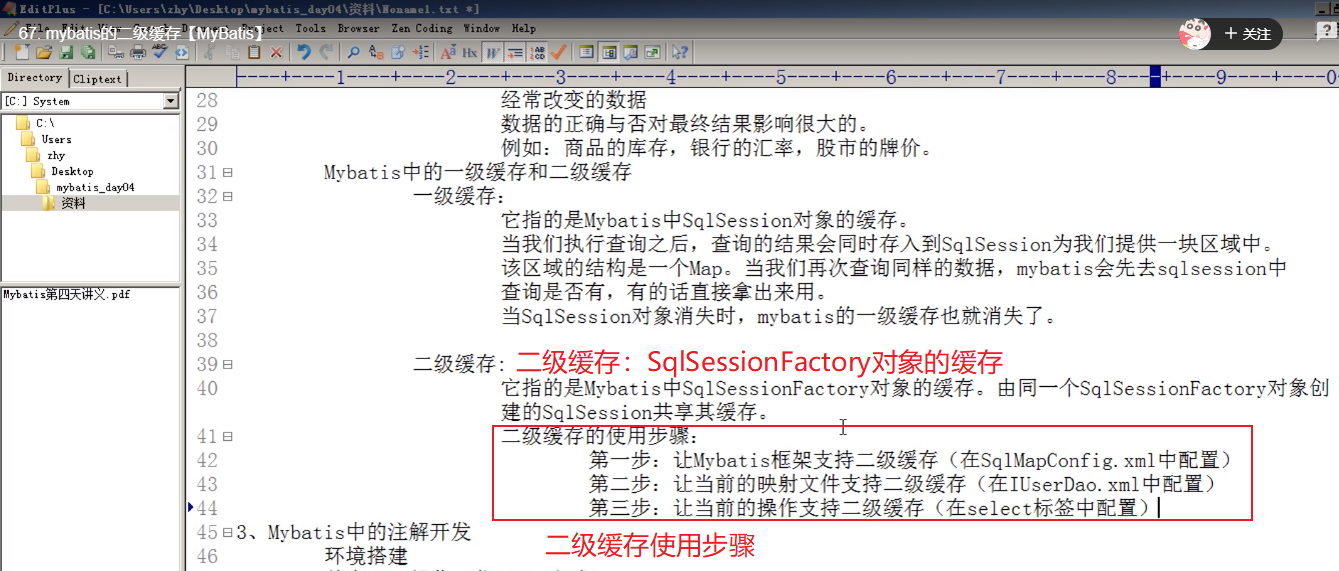 EditPlus - [C:\Users\zhy\Desktop\mybatis_day04\资料\Noname1.txt *]
67. mybatis的二级缓存【MyBatis】
Project Tools Browser Zen Coding Window Help
+ 关注
Directory Cliptext
[C:] System
C:\
Users
zhy
Desktop
mybatis_day04
资料
Mybatis第四天讲义.pdf
----+----1----+----2----+----3----+----4----+----5----+----6----+----7----+----8----+----9----+----0
28 经常改变的数据
29 数据的正确与否对最终结果影响很大的。
30 例如：商品的库存，银行的汇率，股市的牌价。
31 Mybatis中的一级缓存和二级缓存
32 一级缓存：
33 它指的是Mybatis中SqlSession对象的缓存。
34 当我们执行查询之后，查询的结果会同时存入到SqlSession为我们提供一块区域中。
35 该区域的结构是一个Map。当我们再次查询同样的数据，mybatis会先去sqlsession中
36 查询是否有，有的话直接拿出来用。
37 当SqlSession对象消失时，mybatis的一级缓存也就消失了。
38
39 二级缓存: 二级缓存：SqlSessionFactory对象的缓存
40 它指的是Mybatis中SqlSessionFactory对象的缓存。由同一个SqlSessionFactory对象创
建的SqlSession共享其缓存。
41 二级缓存的使用步骤：
42 第一步：让Mybatis框架支持二级缓存（在SqlMapConfig.xml中配置）
43 第二步：让当前的映射文件支持二级缓存（在IUserDao.xml中配置）
44 第三步：让当前的操作支持二级缓存（在select标签中配置）
45 3、Mybatis中的注解开发
二级缓存使用步骤
46 环境搭建